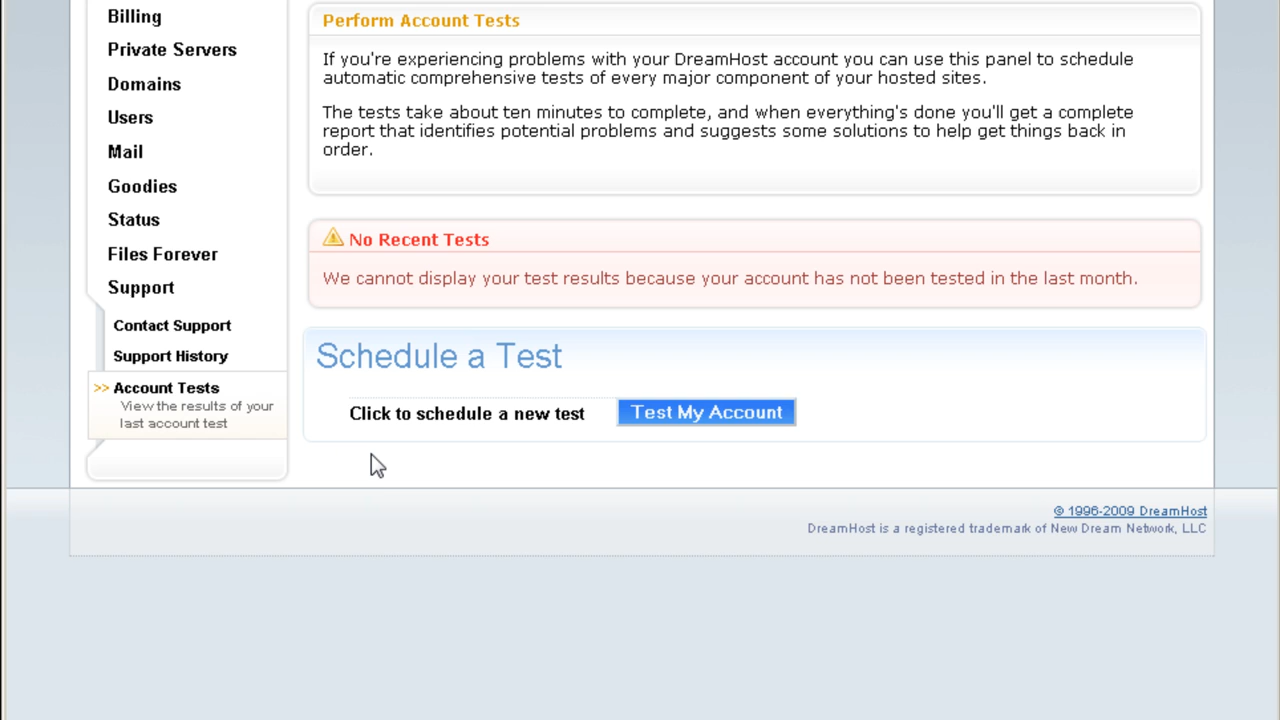 Billing
Private Servers
Domains
Users
Mail
Goodies
Status
Files Forever
Support
Contact Support
Support History
>> Account Tests
View the results of your
last account test
Perform Account Tests
If you're experiencing problems with your DreamHost account you can use this panel to schedule
automatic comprehensive tests of every major component of your hosted sites.
The tests take about ten minutes to complete, and when everything's done you'll get a complete
report that identifies potential problems and suggests some solutions to help get things back in
order.
No Recent Tests
We cannot display your test results because your account has not been tested in the last month.
Schedule a Test
Click to schedule a new test
Test My Account
© 1996-2009 DreamHost
DreamHost is a registered trademark of New Dream Network, LLC